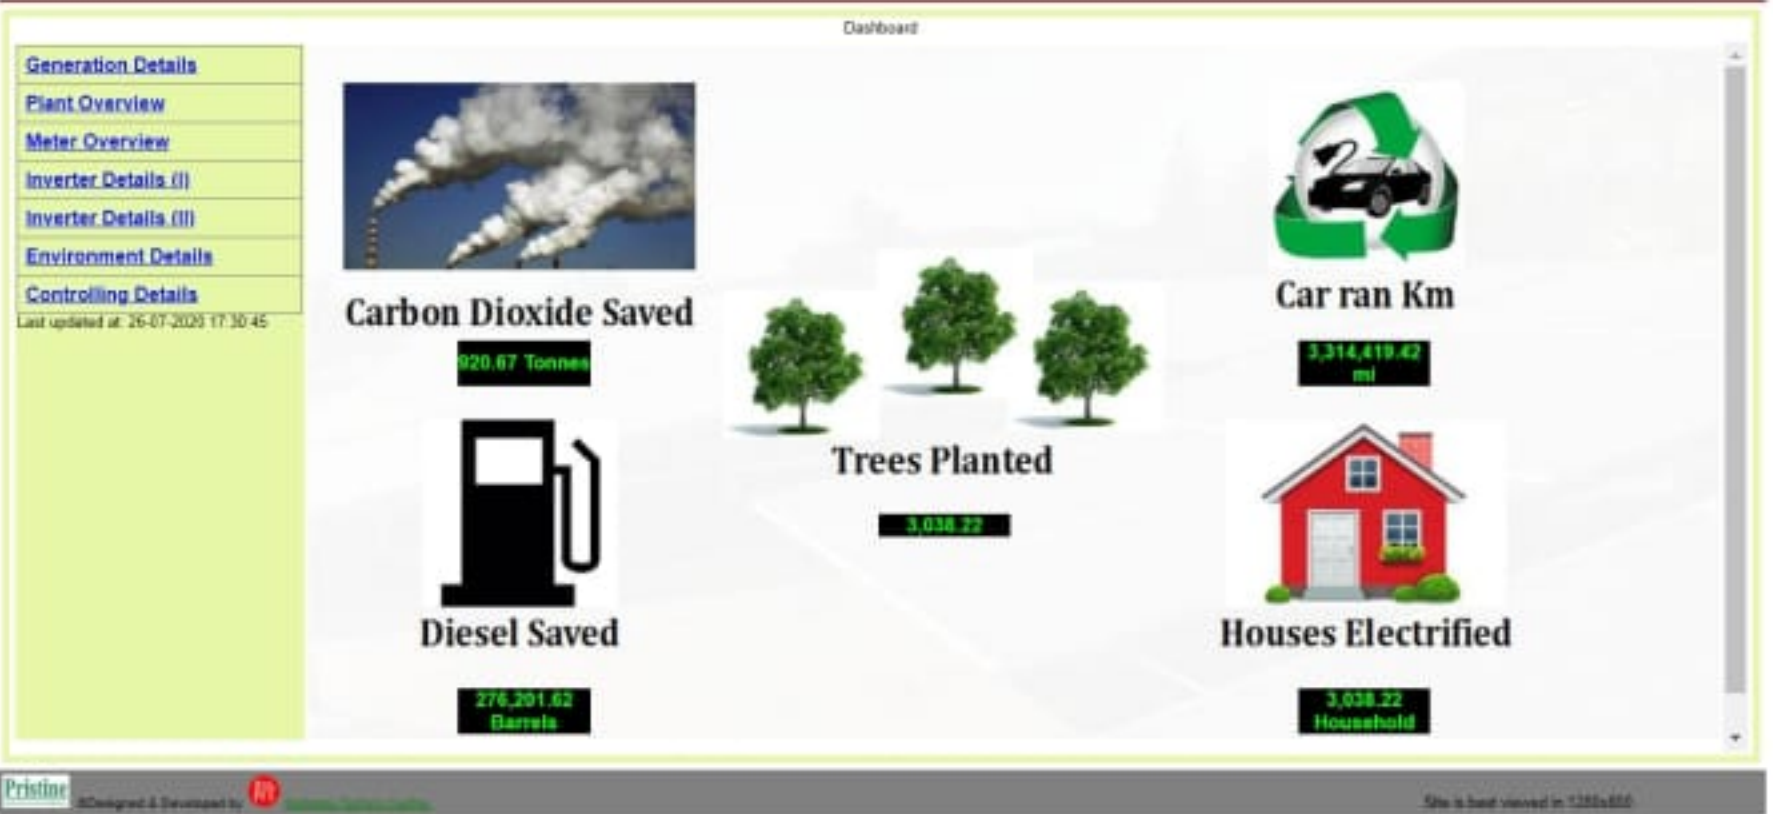 Dashboard
Generation Details
Plant Overview
Meter Overview
Inverter Details (I)
Inverter Details (II)
Environment Details
Controlling Details
Last updated at: 26-07-2020 17:30:45
Carbon Dioxide Saved
920.67 Tonnes
Car ran Km
3,314,419.42
mi
Trees Planted
3,038.22
Diesel Saved
276,201.62
Barrels
Houses Electrified
3,038.22
Household
Pristine
©Designed & Developed by
Site is best viewed in